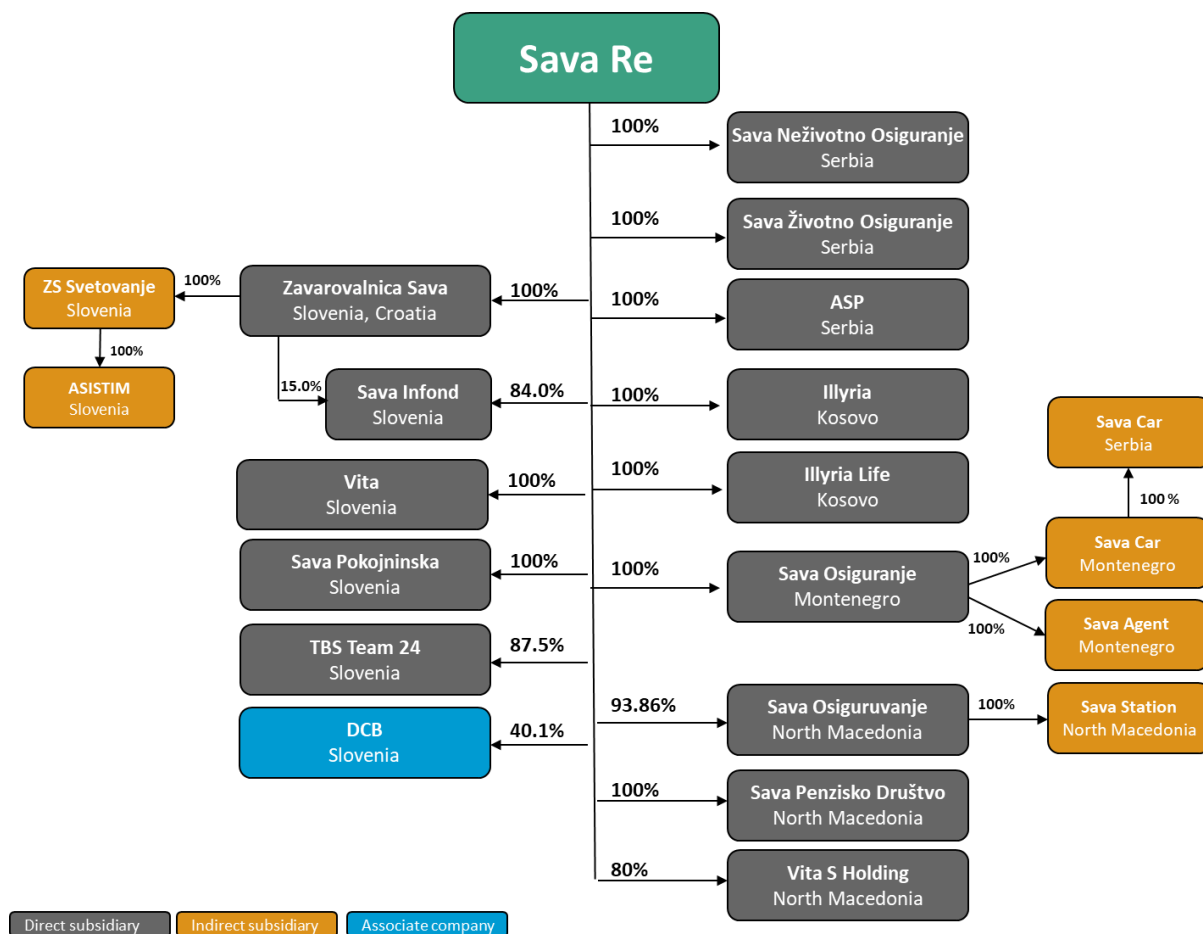 Sava Re
100%
Sava Neživotno Osiguranje
Serbia
100%
Sava Životno Osiguranje
Serbia
ZS Svetovanje
Slovenia
100%
Zavarovalnica Sava
Slovenia, Croatia
100%
100%
ASP
Serbia
100%
ASISTIM
Slovenia
15.0%
Sava Infond
Slovenia
84.0%
100%
Illyria
Kosovo
Sava Car
Serbia
Vita
Slovenia
100%
100%
Illyria Life
Kosovo
100 %
Sava Pokojninska
Slovenia
100%
100%
Sava Osiguranje
Montenegro
100%
Sava Car
Montenegro
100%
Sava Agent
Montenegro
TBS Team 24
Slovenia
87.5%
93.86%
Sava Osiguruvanje
North Macedonia
100%
Sava Station
North Macedonia
DCB
Slovenia
40.1%
100%
Sava Penzisko Društvo
North Macedonia
80%
Vita S Holding
North Macedonia
Direct subsidiary
Indirect subsidiary
Associate company